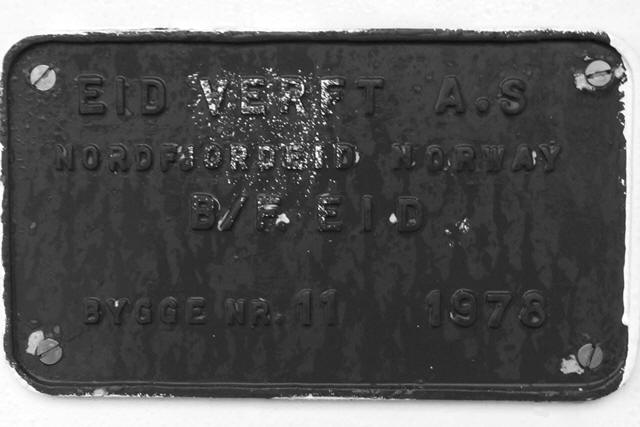 EID VERFT A.S
NORDFJORDEID NORWAY
B/F. EID
BYGGE NR. 11 1978